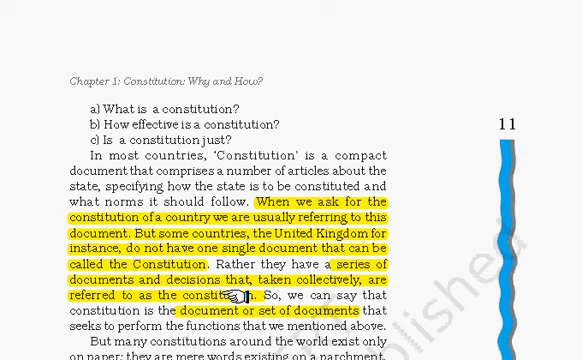 Chapter 1: Constitution: Why and How?
a) What is a constitution?
b) How effective is a constitution?
c) Is a constitution just?
11
In most countries, 'Constitution' is a compact
document that comprises a number of articles about the
state, specifying how the state is to be constituted and
what norms it should follow. When we ask for the
constitution of a country we are usually referring to this
document. But some countries, the United Kingdom for
instance, do not have one single document that can be
called the Constitution. Rather they have a series of
documents and decisions that, taken collectively, are
referred to as the So, we can say that
constitution is the document or set of documents that
seeks to perform the functions that we mentioned above.
But many constitutions around the world exist only
on paper; they are mere words existing on a parchment.